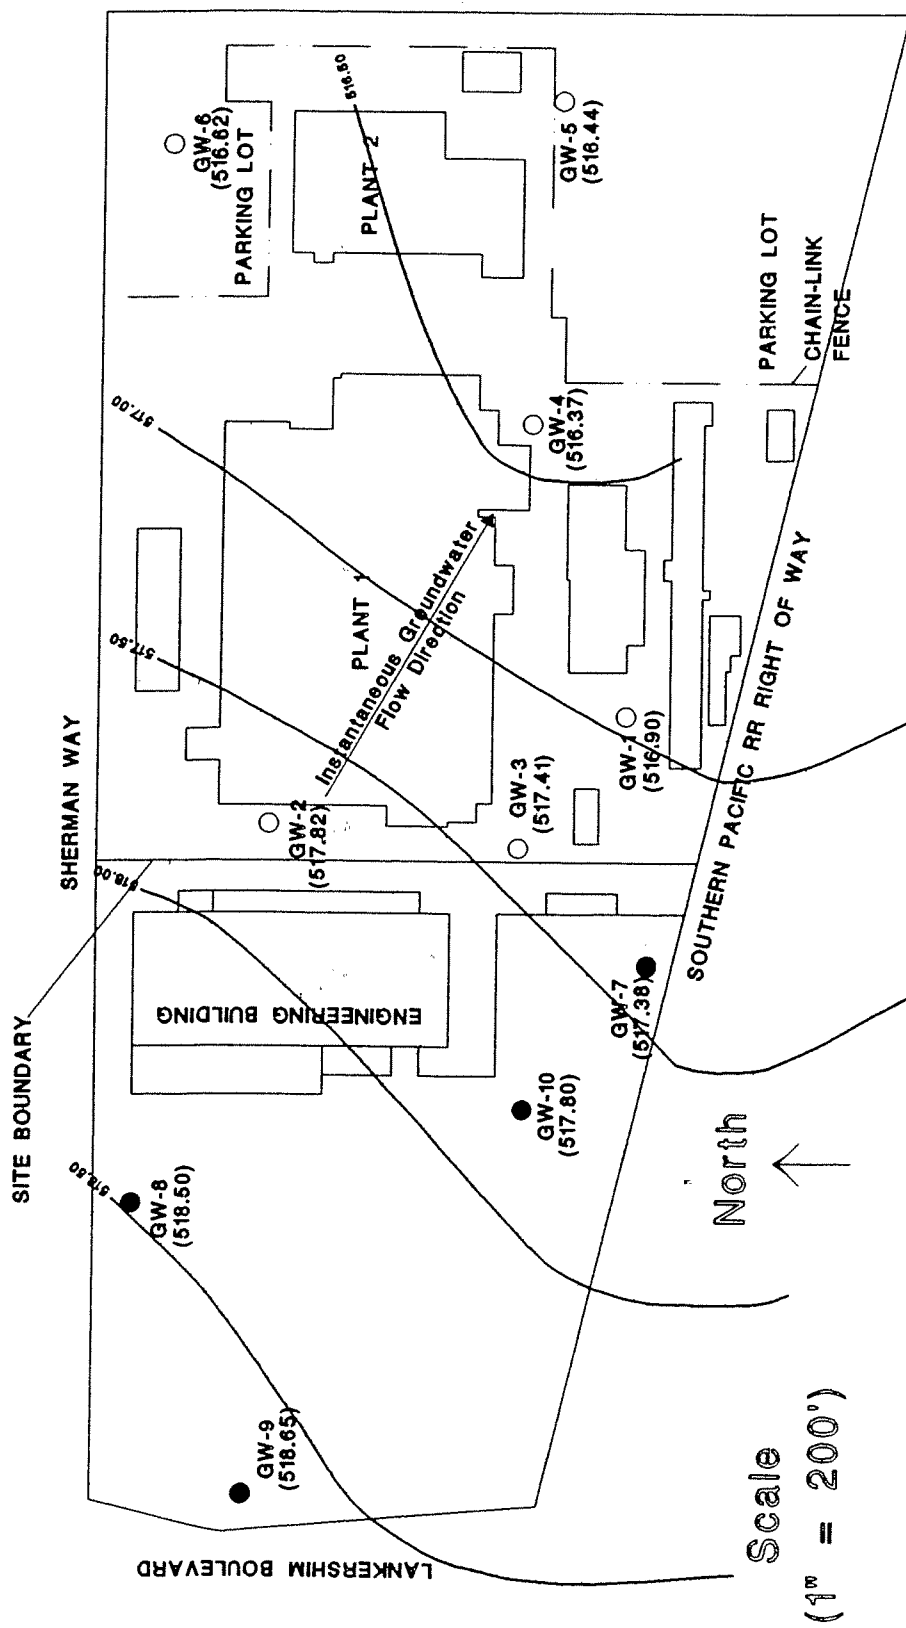 SHERMAN WAY
SITE BOUNDARY
LANKERSHIM BOULEVARD
ENGINEERING BUILDING
PARKING LOT
PLANT 1
PLANT 2
Instantaneous Groundwater
Flow Direction
518.50
518.00
517.50
517.00
516.50
GW-9
(518.65)
GW-8
(518.50)
GW-10
(517.80)
GW-7
(517.38)
GW-2
(517.82)
GW-3
(517.41)
GW-1
(516.90)
GW-4
(516.37)
GW-6
(516.62)
GW-5
(516.44)
PARKING LOT
CHAIN-LINK
FENCE
SOUTHERN PACIFIC RR RIGHT OF WAY
North
Scale
(1" = 200')